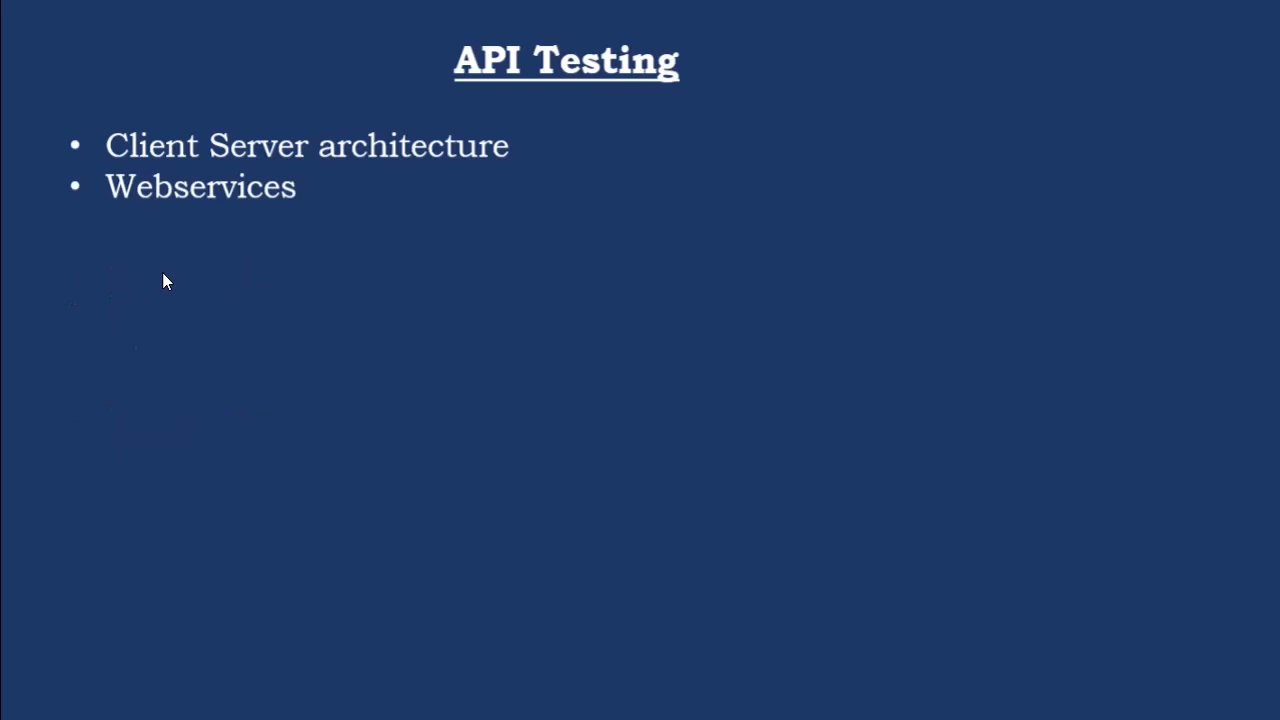 API Testing
• Client Server architecture
• Webservices